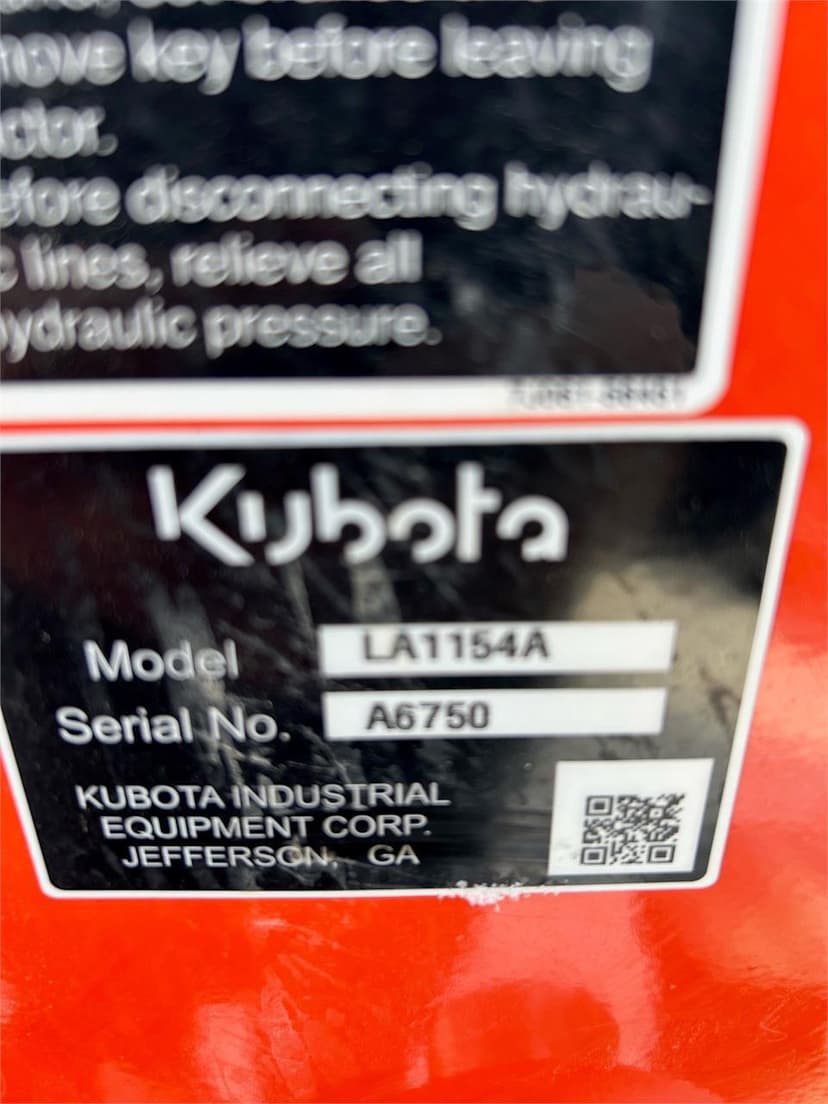 move key before leaving
ctor.
efore disconnecting hydrau-
c lines, relieve all
ydraulic pressure.
Kubota
Model LA1154A
Serial No. A6750
KUBOTA INDUSTRIAL
EQUIPMENT CORP.
JEFFERSON, GA